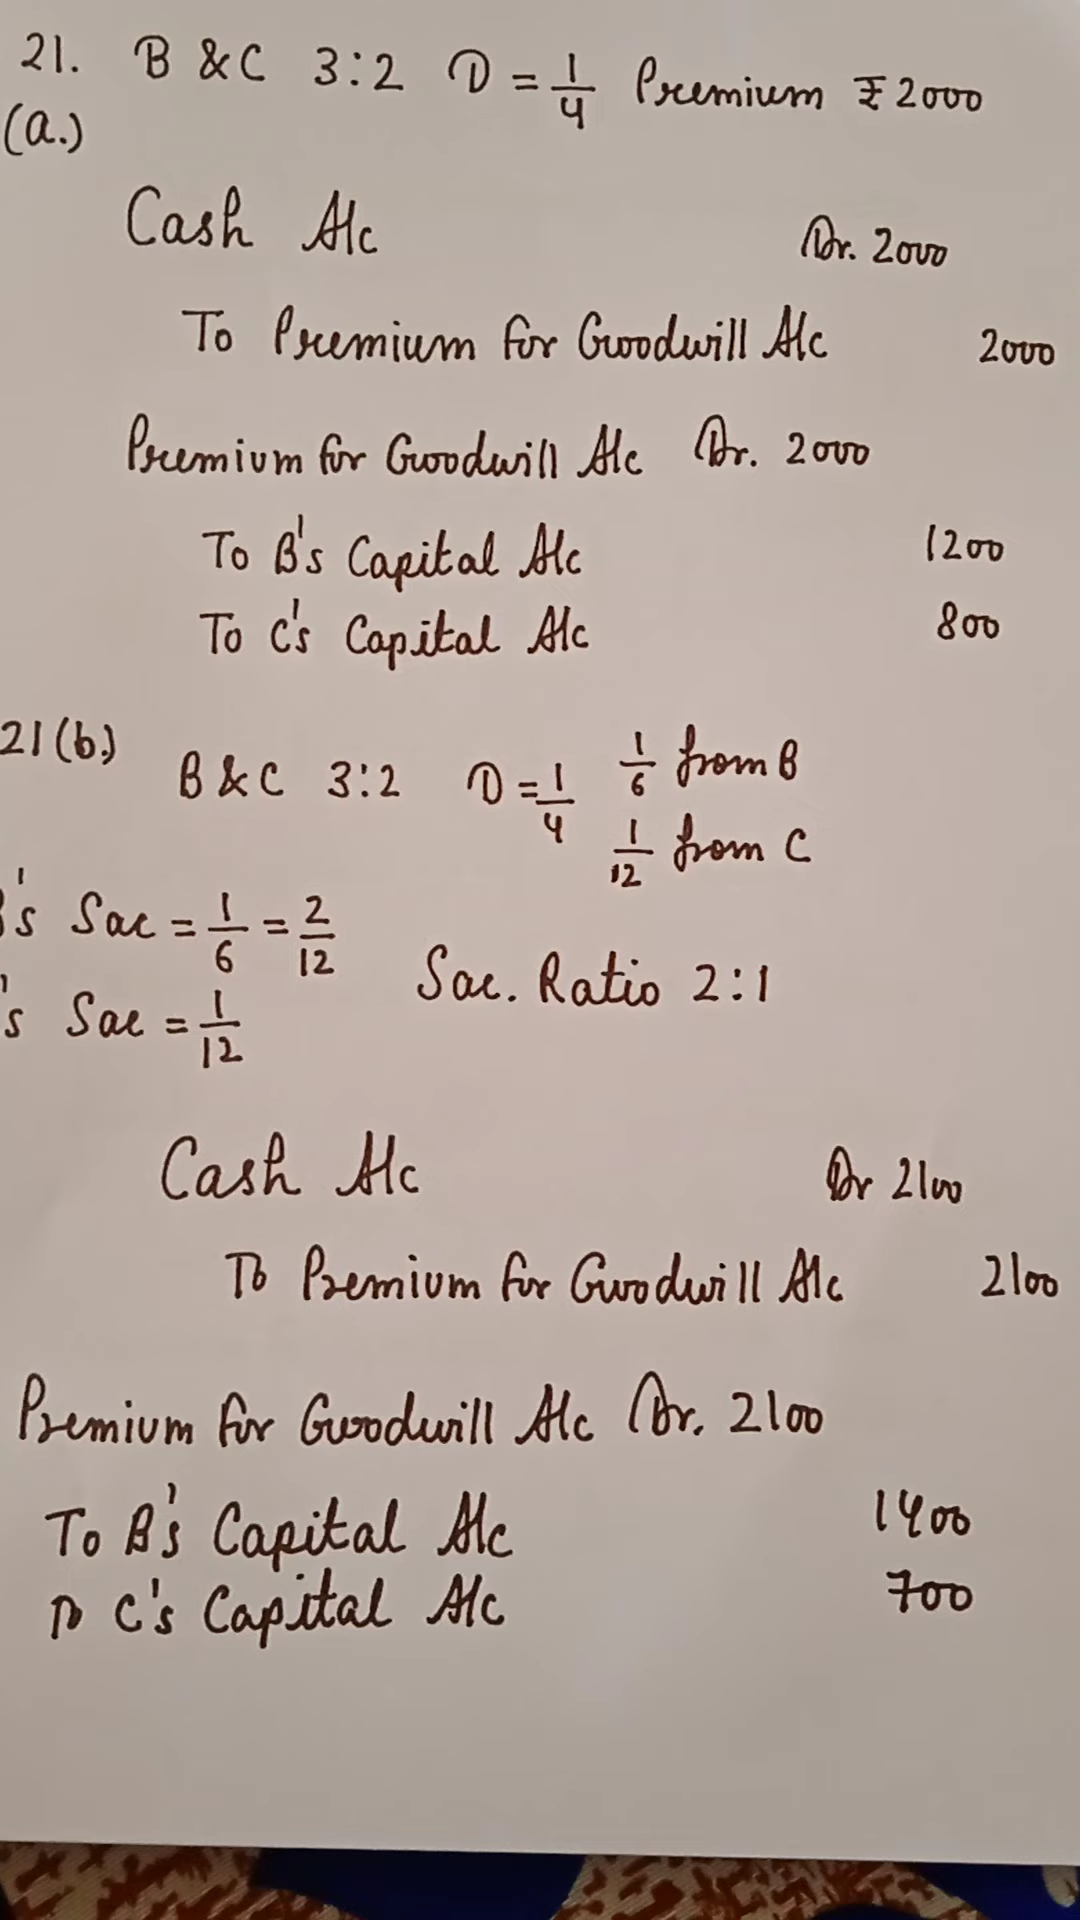 21. B & C 3:2 D = 1/4 Premium ₹2000
(a.)
Cash A/c Dr. 2000
To Premium for Goodwill A/c 2000
Premium for Goodwill A/c Dr. 2000
To B's Capital A/c 1200
To C's Capital A/c 800
21(b.) B & C 3:2 D = 1/4 1/6 from B
1/12 from C
's Sac = 1/6 = 2/12
's Sac = 1/12
Sac. Ratio 2:1
Cash A/c Dr 2100
To Premium for Goodwill A/c 2100
Premium for Goodwill A/c Dr. 2100
To B's Capital A/c 1400
To C's Capital A/c 700